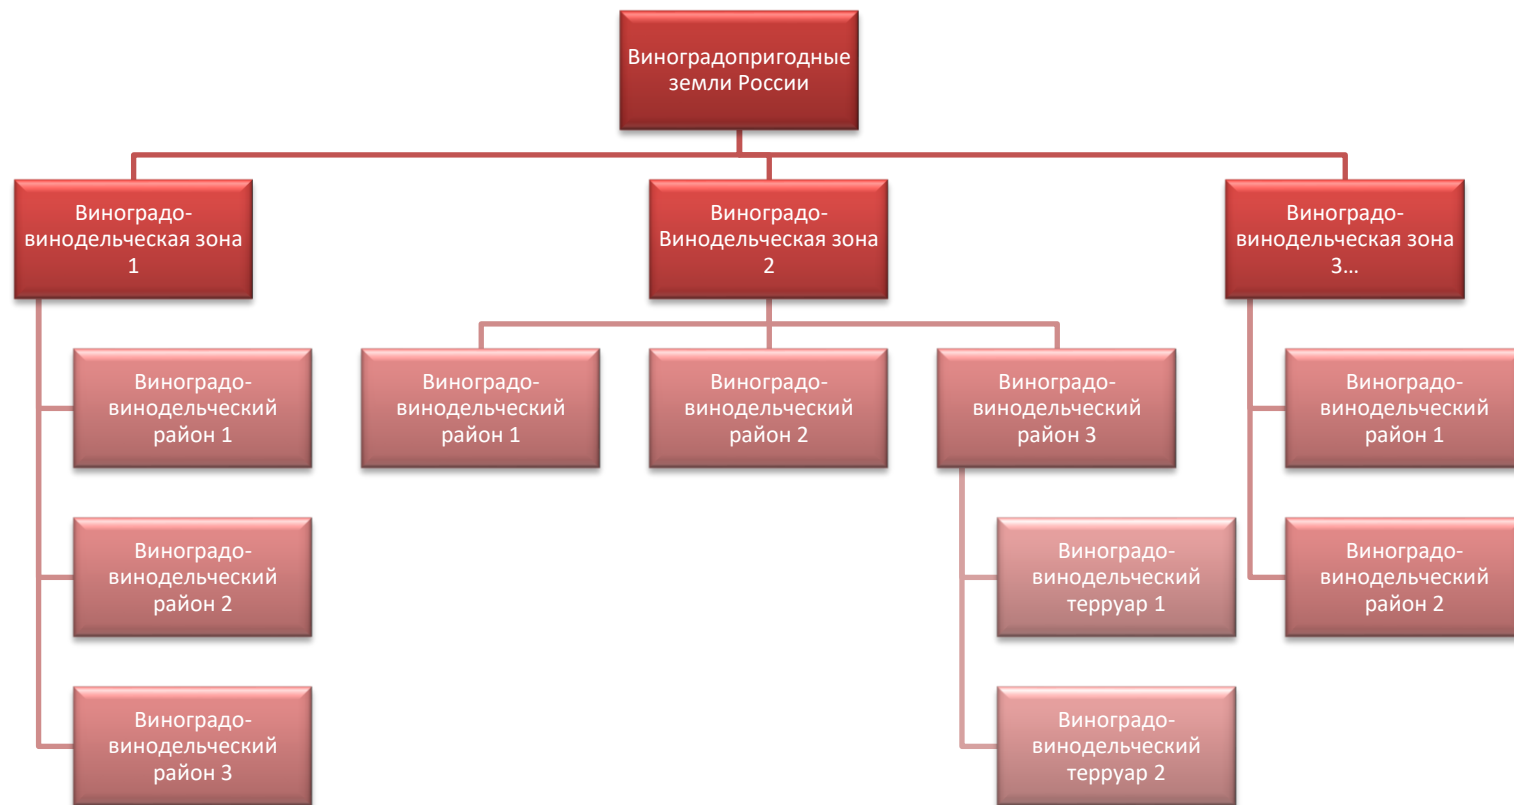 Виноградопригодные
земли России
Виноградо-
винодельческая зона
1
Виноградо-
Винодельческая зона
2
Виноградо-
винодельческая зона
3...
Виноградо-
винодельческий
район 1
Виноградо-
винодельческий
район 2
Виноградо-
винодельческий
район 3
Виноградо-
винодельческий
район 1
Виноградо-
винодельческий
район 2
Виноградо-
винодельческий
район 3
Виноградо-
винодельческий
терруар 1
Виноградо-
винодельческий
терруар 2
Виноградо-
винодельческий
район 1
Виноградо-
винодельческий
район 2